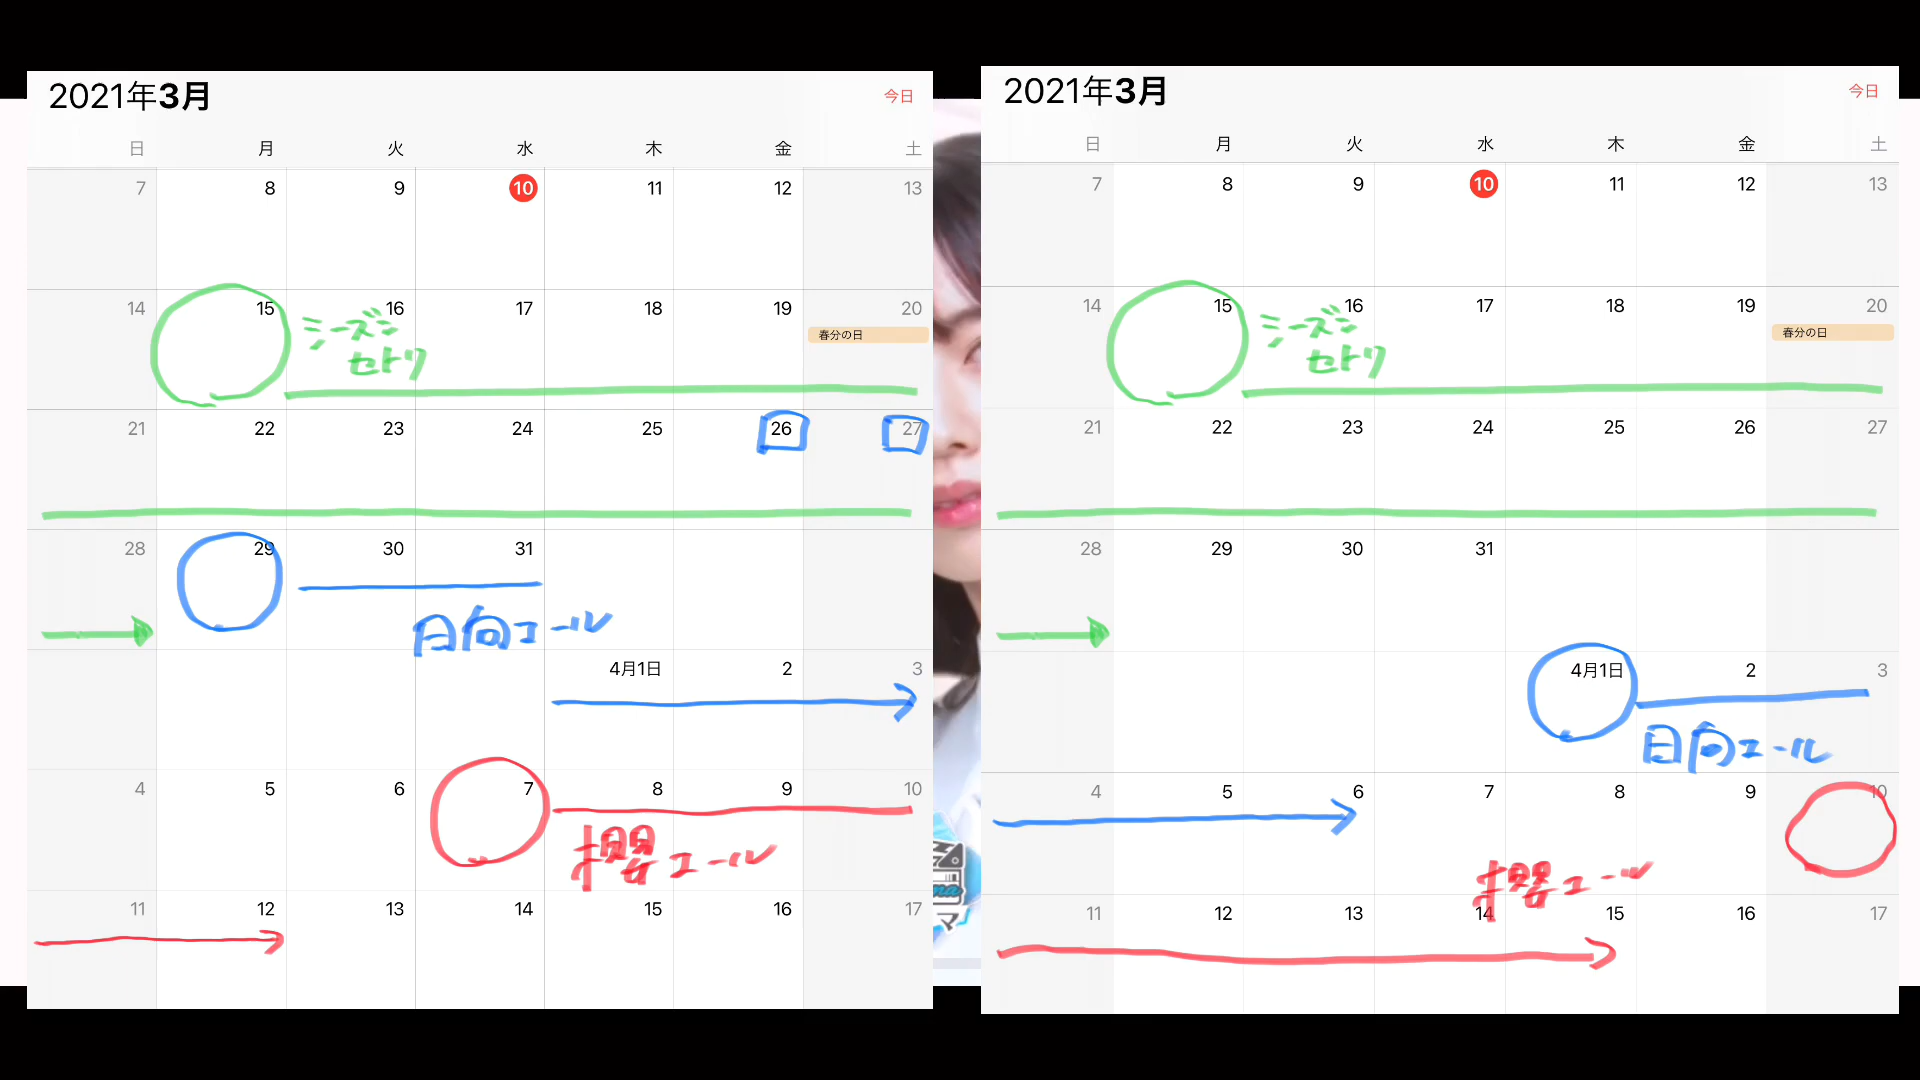 2021年3月
今日
日 月 火 水 木 金 土
7 8 9 10 11 12 13
14 15 16 17 18 19 20
シーズン
セトリ
春分の日
21 22 23 24 25 26 27
28 29 30 31
日向エール
4月1日 2 3
4 5 6 7 8 9 10
櫻エール
11 12 13 14 15 16 17
2021年3月
今日
日 月 火 水 木 金 土
7 8 9 10 11 12 13
14 15 16 17 18 19 20
シーズン
セトリ
春分の日
21 22 23 24 25 26 27
28 29 30 31
4月1日 2 3
日向エール
4 5 6 7 8 9 10
櫻エール
11 12 13 14 15 16 17